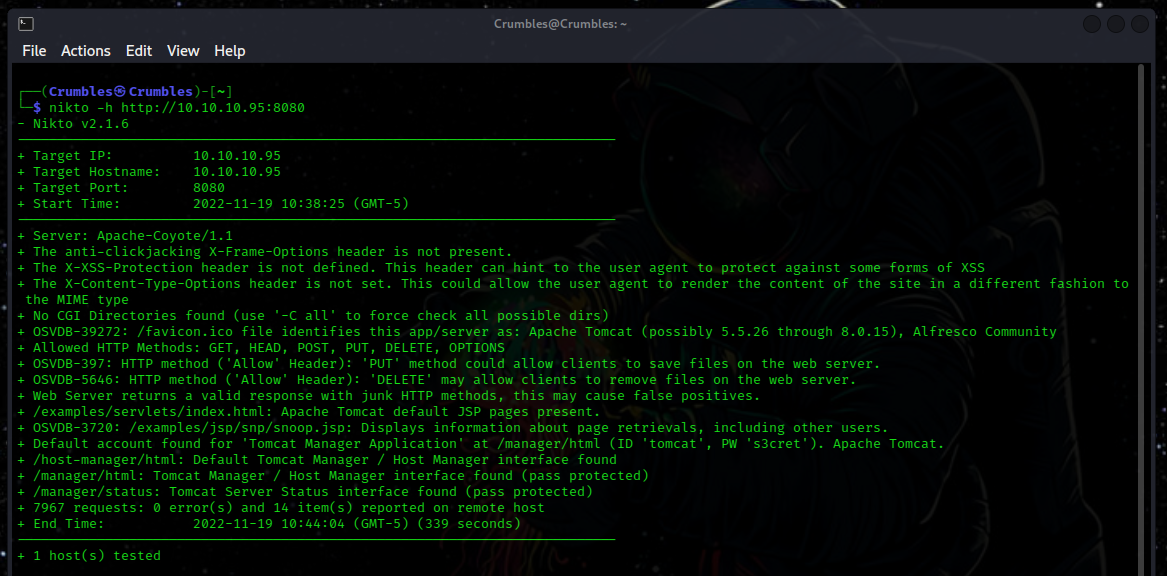 Crumbles@Crumbles: ~
File Actions Edit View Help
┌──(Crumbles㉿Crumbles)-[~]
└─$ nikto -h http://10.10.10.95:8080
- Nikto v2.1.6
+ Target IP: 10.10.10.95
+ Target Hostname: 10.10.10.95
+ Target Port: 8080
+ Start Time: 2022-11-19 10:38:25 (GMT-5)
+ Server: Apache-Coyote/1.1
+ The anti-clickjacking X-Frame-Options header is not present.
+ The X-XSS-Protection header is not defined. This header can hint to the user agent to protect against some forms of XSS
+ The X-Content-Type-Options header is not set. This could allow the user agent to render the content of the site in a different fashion to
the MIME type
+ No CGI Directories found (use '-C all' to force check all possible dirs)
+ OSVDB-39272: /favicon.ico file identifies this app/server as: Apache Tomcat (possibly 5.5.26 through 8.0.15), Alfresco Community
+ Allowed HTTP Methods: GET, HEAD, POST, PUT, DELETE, OPTIONS
+ OSVDB-397: HTTP method ('Allow' Header): 'PUT' method could allow clients to save files on the web server.
+ OSVDB-5646: HTTP method ('Allow' Header): 'DELETE' may allow clients to remove files on the web server.
+ Web Server returns a valid response with junk HTTP methods, this may cause false positives.
+ /examples/servlets/index.html: Apache Tomcat default JSP pages present.
+ OSVDB-3720: /examples/jsp/snp/snoop.jsp: Displays information about page retrievals, including other users.
+ Default account found for 'Tomcat Manager Application' at /manager/html (ID 'tomcat', PW 's3cret'). Apache Tomcat.
+ /host-manager/html: Default Tomcat Manager / Host Manager interface found
+ /manager/html: Tomcat Manager / Host Manager interface found (pass protected)
+ /manager/status: Tomcat Server Status interface found (pass protected)
+ 7967 requests: 0 error(s) and 14 item(s) reported on remote host
+ End Time: 2022-11-19 10:44:04 (GMT-5) (339 seconds)
+ 1 host(s) tested